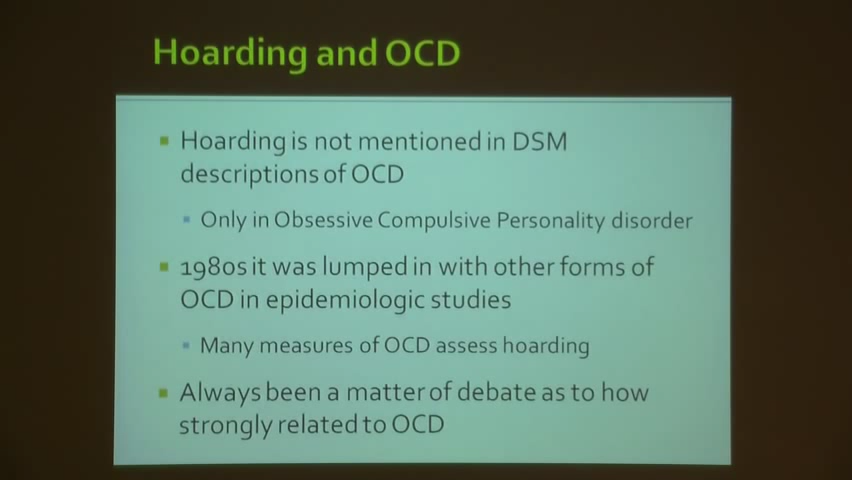 Hoarding and OCD
Hoarding is not mentioned in DSM
descriptions of OCD
Only in Obsessive Compulsive Personality disorder
1980s it was lumped in with other forms of
OCD in epidemiologic studies
Many measures of OCD assess hoarding
Always been a matter of debate as to how
strongly related to OCD